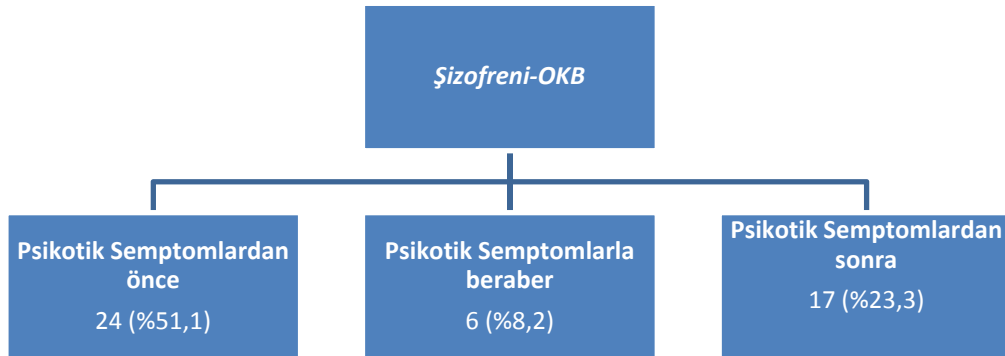 Şizofreni-OKB
Psikotik Semptomlardan
önce
24 (%51,1)
Psikotik Semptomlarla
beraber
6 (%8,2)
Psikotik Semptomlardan
sonra
17 (%23,3)